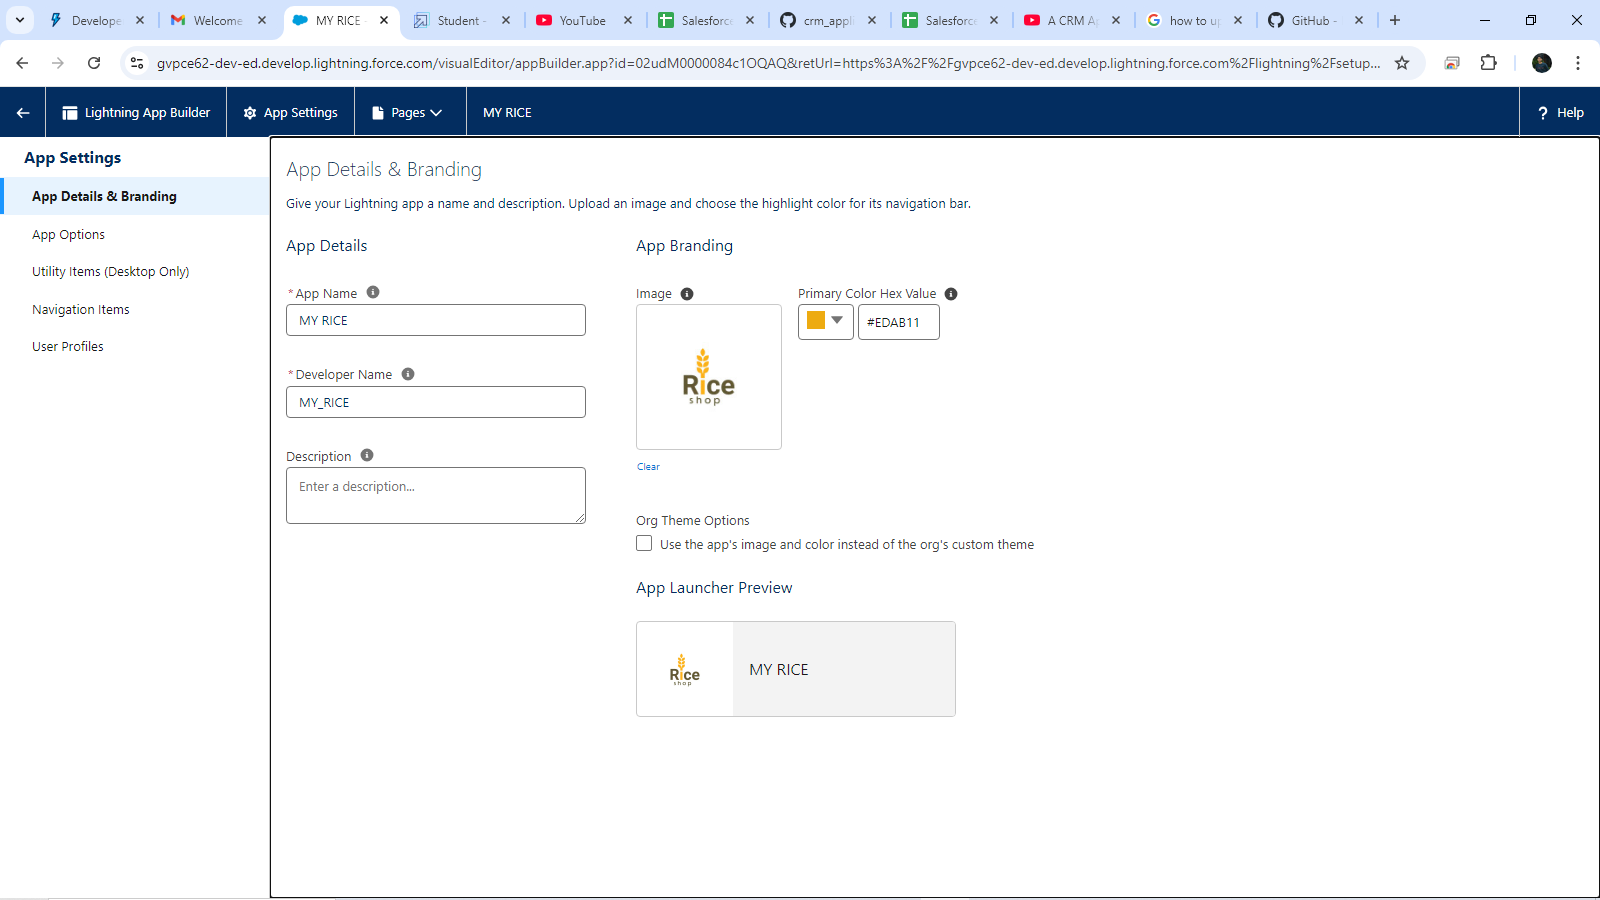 Develope
Welcome
MY RICE -
Student -
YouTube
Salesforc
crm_appli
Salesforc
A CRM Ap
how to up
GitHub -
gvpce62-dev-ed.develop.lightning.force.com/visualEditor/appBuilder.app?id=02udM0000084c1OQAQ&retUrl=https%3A%2F%2Fgvpce62-dev-ed.develop.lightning.force.com%2Flightning%2Fsetup...
Lightning App Builder
App Settings
Pages
MY RICE
? Help
App Settings
App Details & Branding
App Options
Utility Items (Desktop Only)
Navigation Items
User Profiles
App Details & Branding
Give your Lightning app a name and description. Upload an image and choose the highlight color for its navigation bar.
App Details
*App Name
MY RICE
*Developer Name
MY_RICE
Description
Enter a description...
App Branding
Image
Rice
shop
Clear
Primary Color Hex Value
#EDAB11
Org Theme Options
Use the app's image and color instead of the org's custom theme
App Launcher Preview
Rice
shop
MY RICE